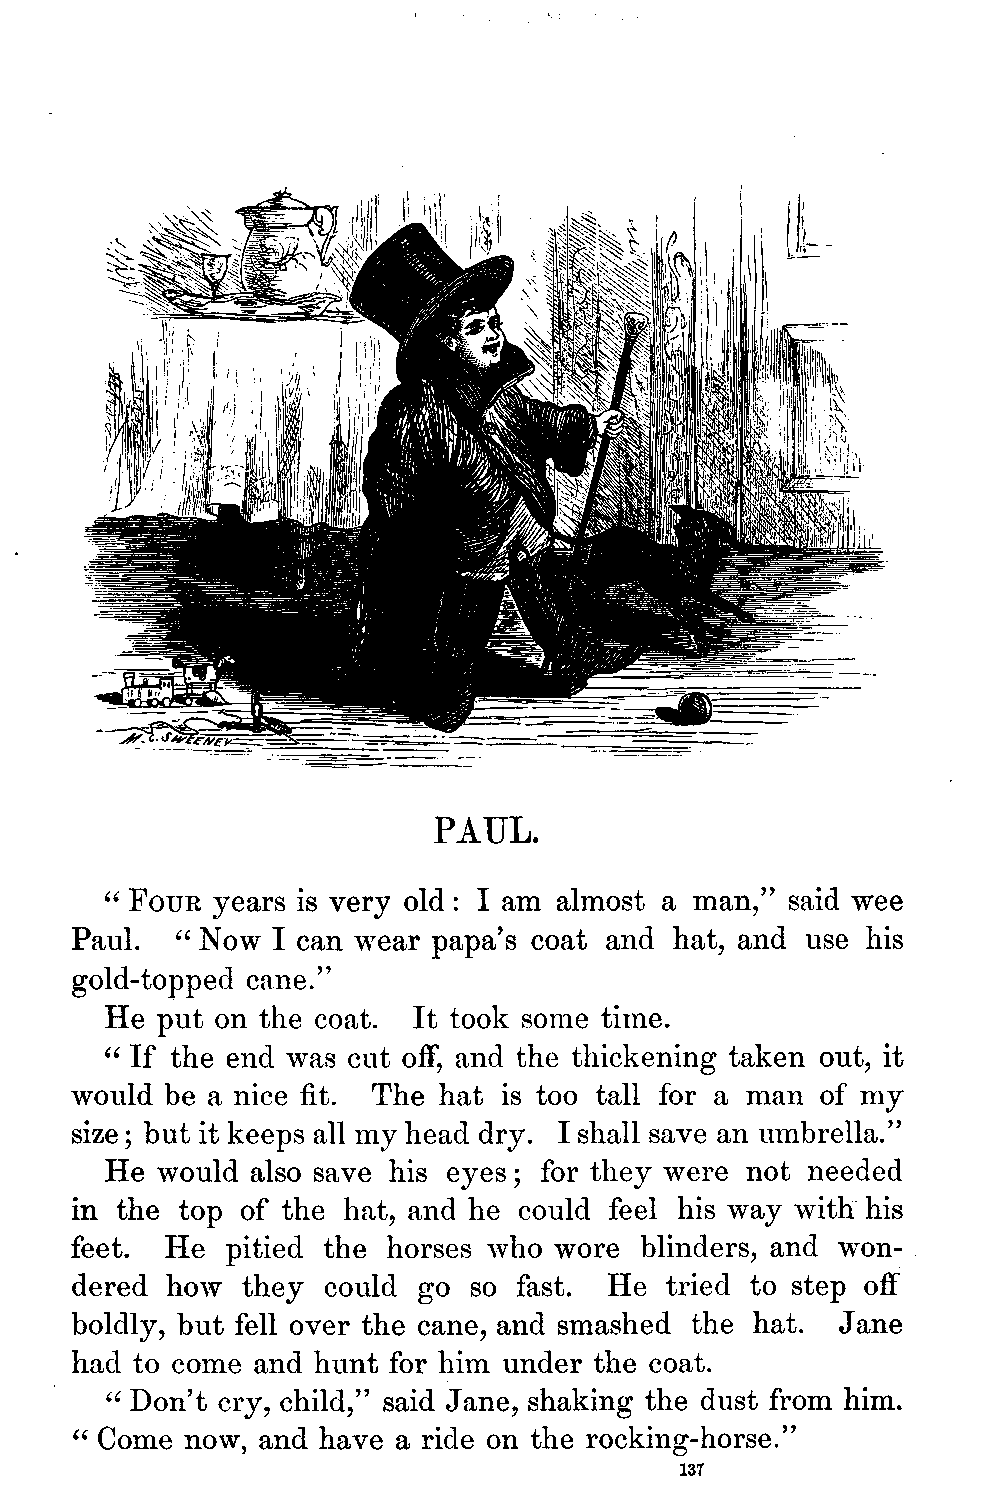 M. C. SWEENEY
PAUL.
“ FOUR years is very old : I am almost a man,” said wee
Paul. “ Now I can wear papa’s coat and hat, and use his
gold-topped cane.”
He put on the coat. It took some time.
“ If the end was cut off, and the thickening taken out, it
would be a nice fit. The hat is too tall for a man of my
size ; but it keeps all my head dry. I shall save an umbrella.”
He would also save his eyes ; for they were not needed
in the top of the hat, and he could feel his way with his
feet. He pitied the horses who wore blinders, and won-
dered how they could go so fast. He tried to step off
boldly, but fell over the cane, and smashed the hat. Jane
had to come and hunt for him under the coat.
“ Don’t cry, child,” said Jane, shaking the dust from him.
“ Come now, and have a ride on the rocking-horse.”
137